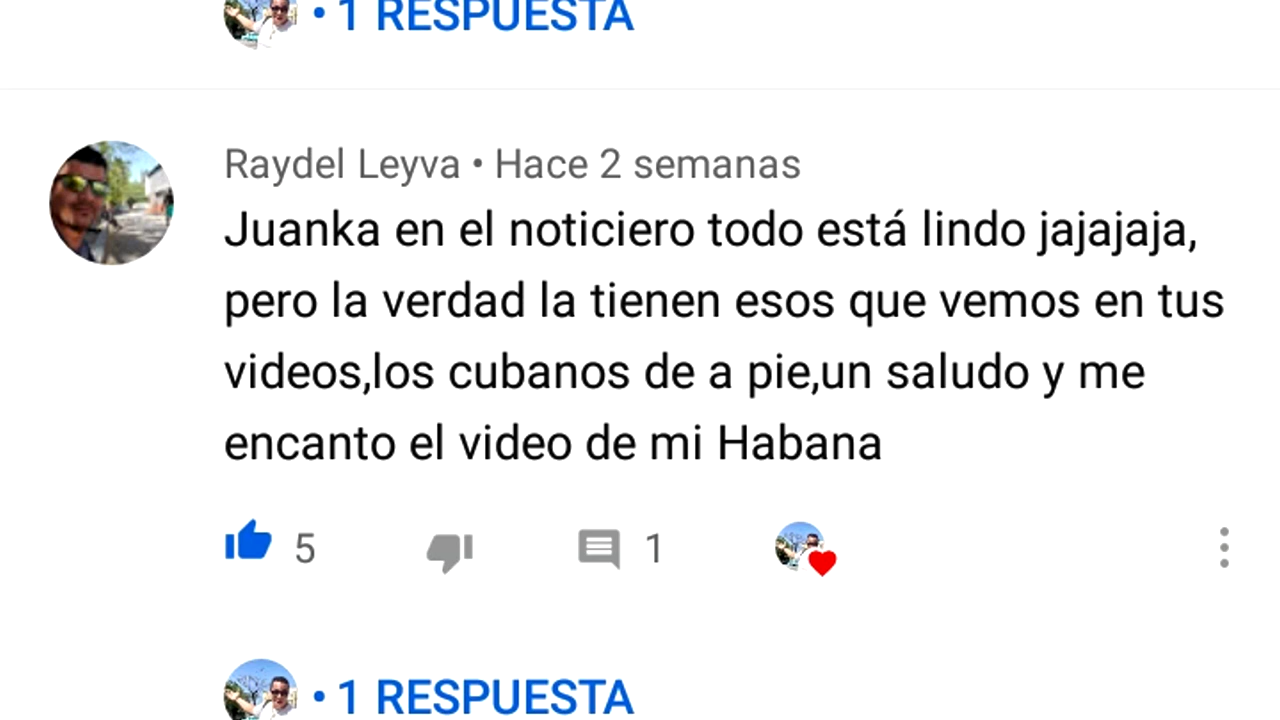 • 1 RESPUESTA
Raydel Leyva • Hace 2 semanas
Juanka en el noticiero todo está lindo jajajaja,
pero la verdad la tienen esos que vemos en tus
videos,los cubanos de a pie,un saludo y me
encanto el video de mi Habana
5 1
• 1 RESPUESTA